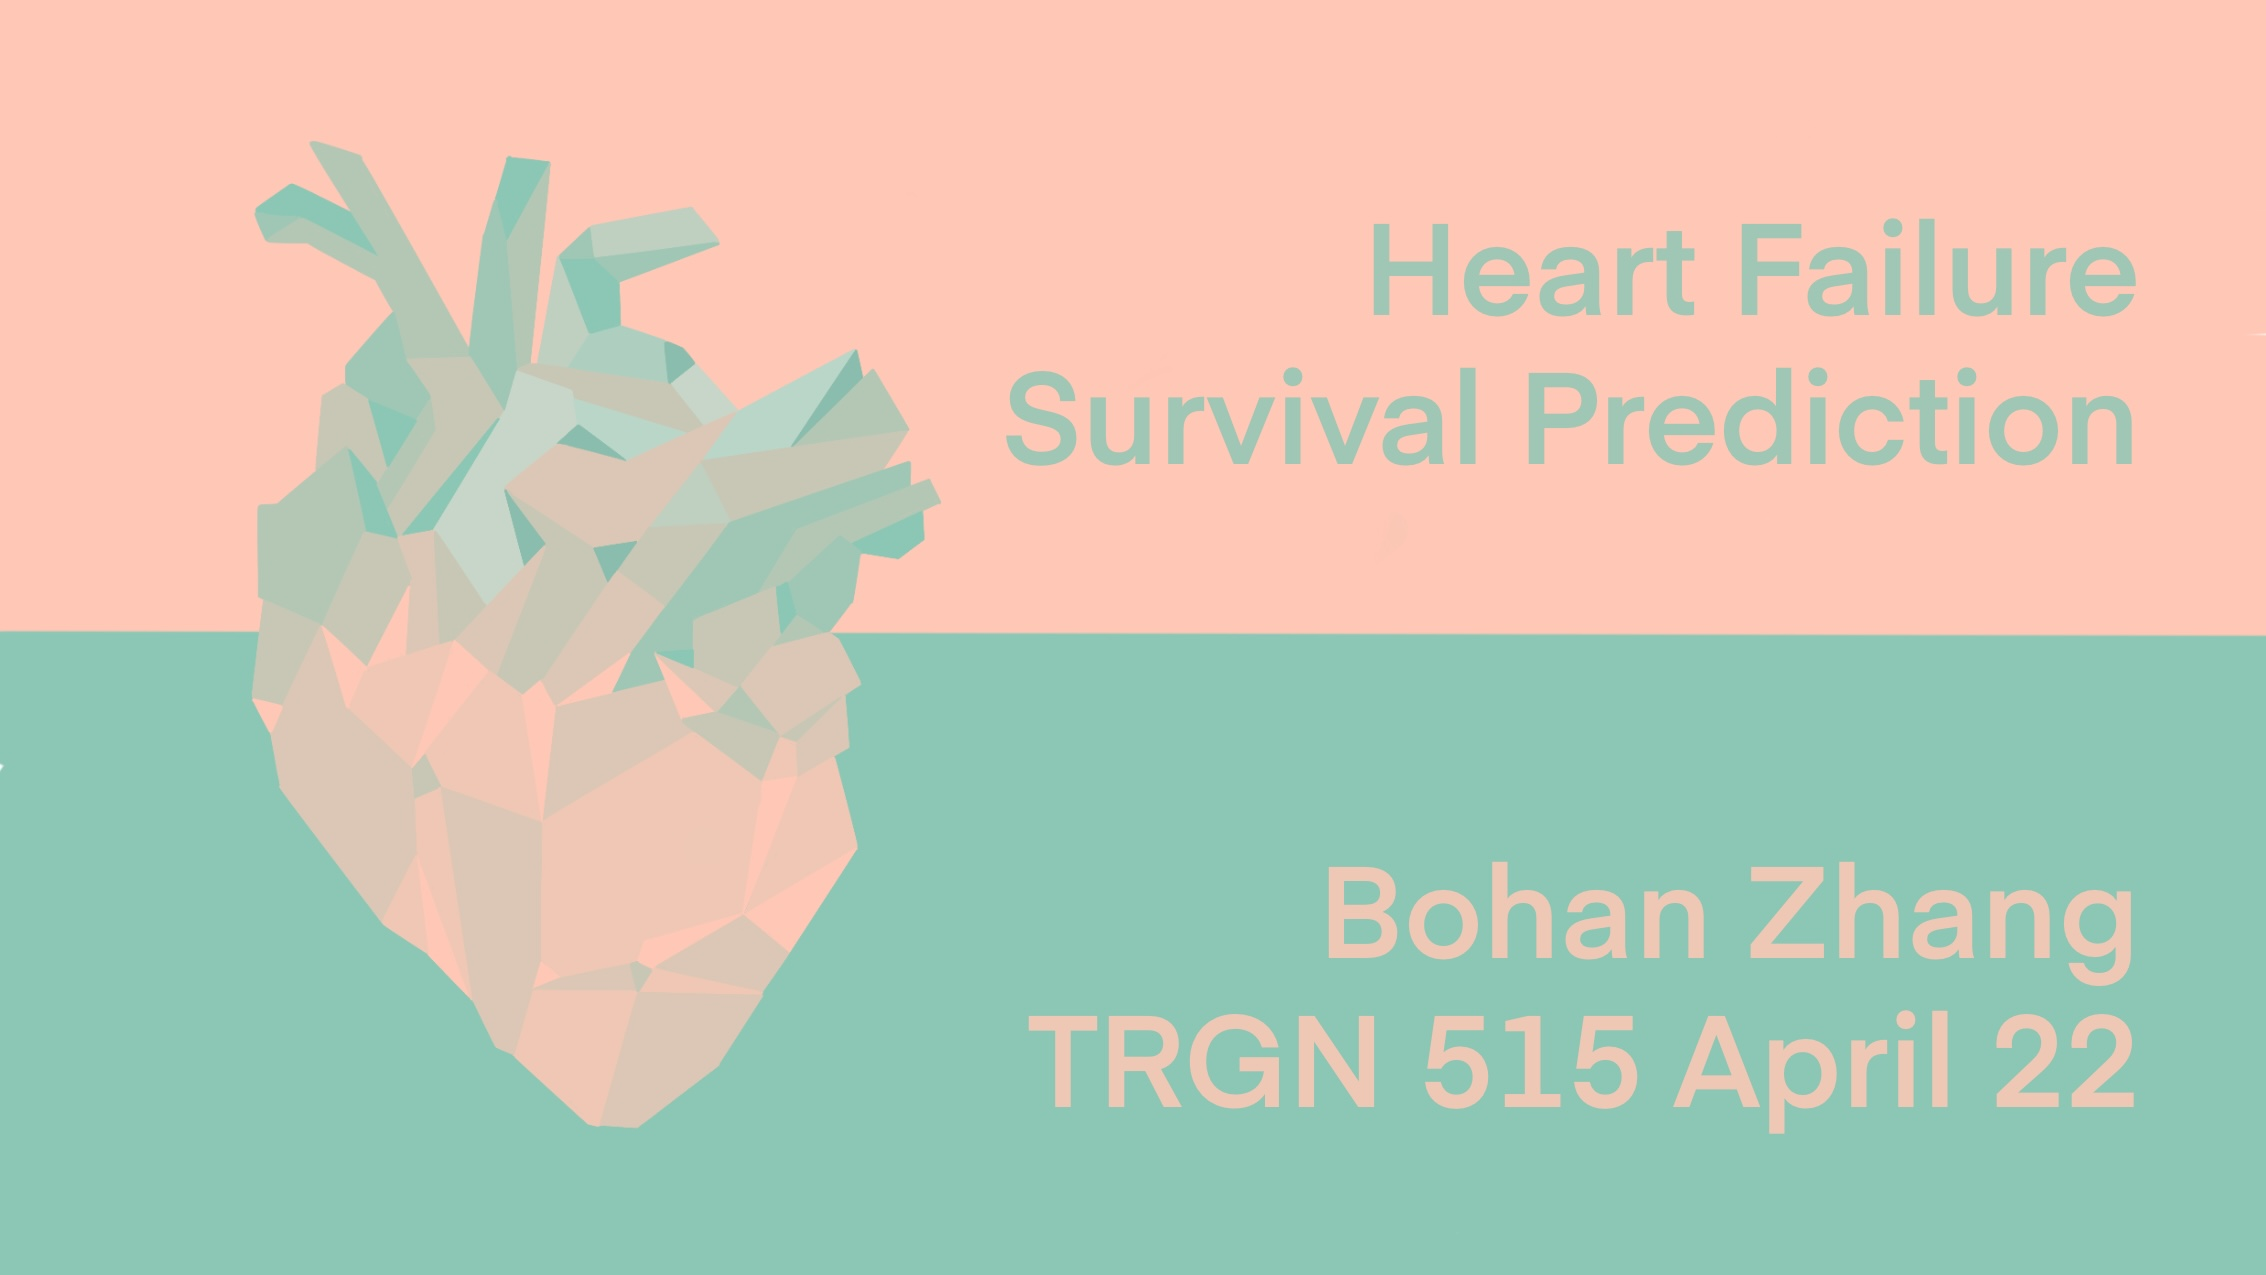 Heart Failure
Survival Prediction
Bohan Zhang
TRGN 515 April 22